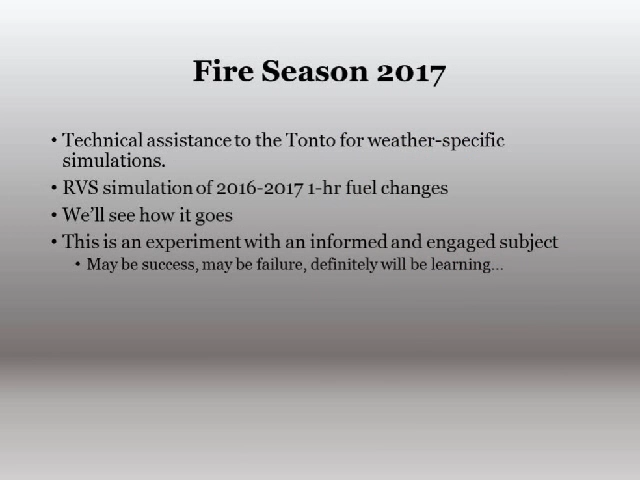 Fire Season 2017
• Technical assistance to the Tonto for weather-specific
simulations.
• RVS simulation of 2016-2017 1-hr fuel changes
• We'll see how it goes
• This is an experiment with an informed and engaged subject
• May be success, may be failure, definitely will be learning...